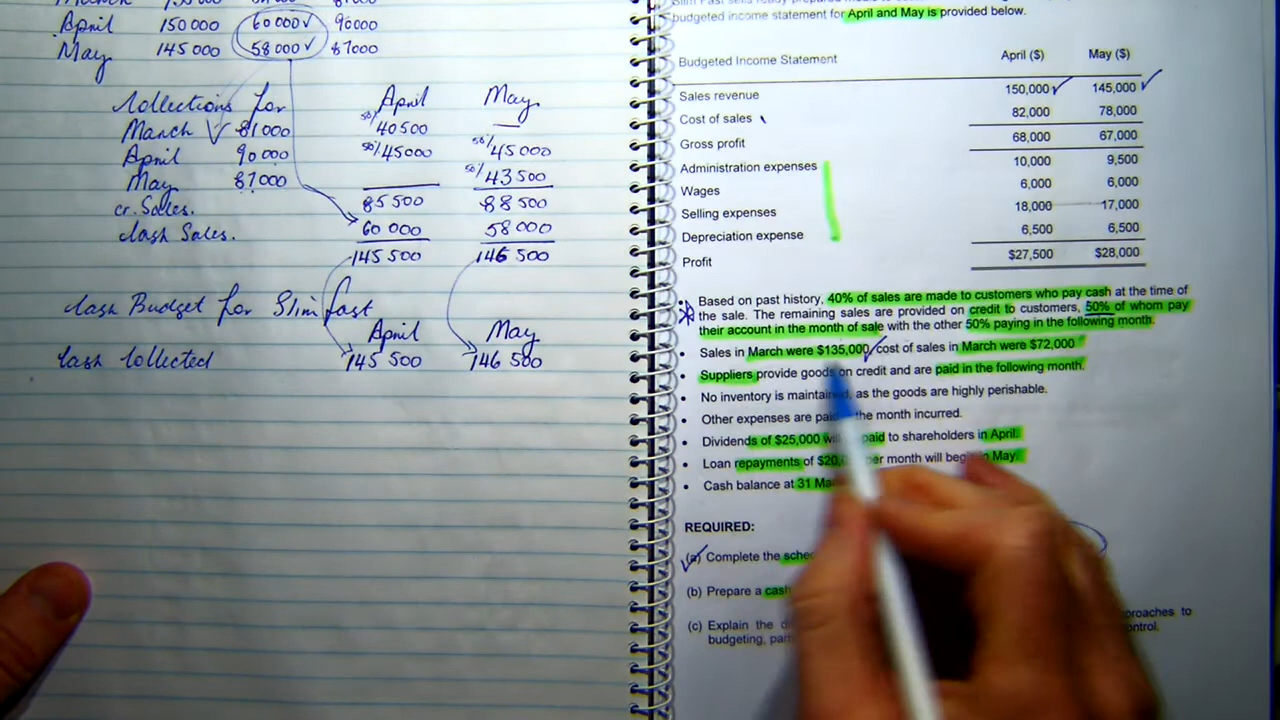 April 150 000 60 000 ✓ 90000
May 145 000 58 000 ✓ 87000
Collections for April May
March 81000 50% 40 500 —
April 90 000 50% 45000 50% 45 000
May 87 000 50% 43 500
cr. Sales. 85 500 88 500
Cash Sales. 60 000 58 000
145 500 146 500
Cash Budget for Slim fast
April May
Cash Collected 145 500 146 500
budgeted income statement for April and May is provided below.
Budgeted Income Statement April ($) May ($)
Sales revenue 150,000 ✓ 145,000 ✓
Cost of sales 82,000 78,000
Gross profit 68,000 67,000
Administration expenses 10,000 9,500
Wages 6,000 6,000
Selling expenses 18,000 17,000
Depreciation expense 6,500 6,500
Profit $27,500 $28,000
• Based on past history, 40% of sales are made to customers who pay cash at the time of
the sale. The remaining sales are provided on credit to customers, 50% of whom pay
their account in the month of sale with the other 50% paying in the following month.
• Sales in March were $135,000 ✓ cost of sales in March were $72,000
• Suppliers provide goods on credit and are paid in the following month.
• No inventory is maintained, as the goods are highly perishable.
• Other expenses are the month incurred.
• Dividends of $25,000 paid to shareholders in April.
• Loan repayments of per month will in May.
• Cash balance at 31
REQUIRED:
(a) Complete the
(b) Prepare a cash
(c) Explain the approaches to
budgeting,